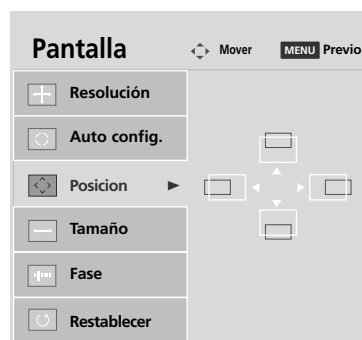 Pantalla Mover MENU Previo
Resolución
Auto config.
Posicion
Tamaño
Fase
Restablecer